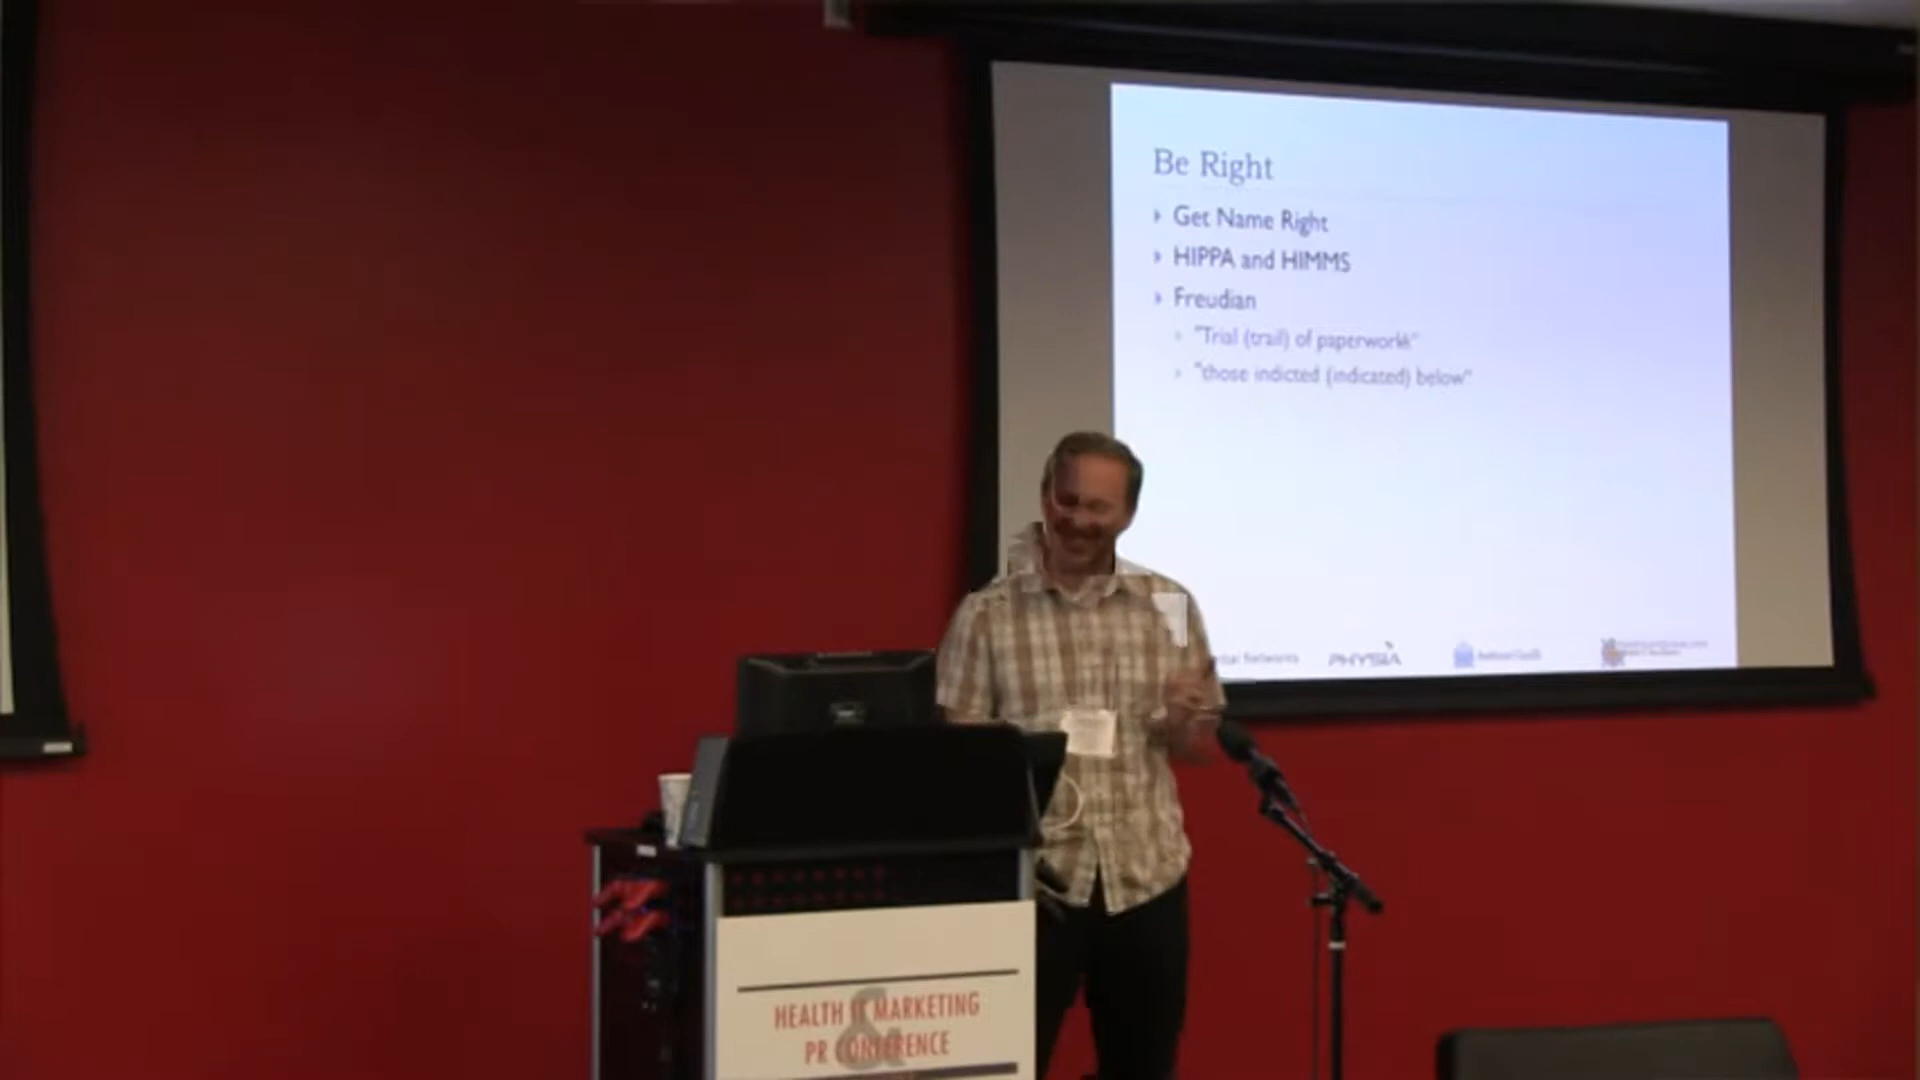 Be Right
Get Name Right
HIPPA and HIMMS
Freudian
"Trial (trail) of paperwork"
"those indicted (indicated) below"
Networks
PHYSIA
HEALTH IT MARKETING
&
PR CONFERENCE